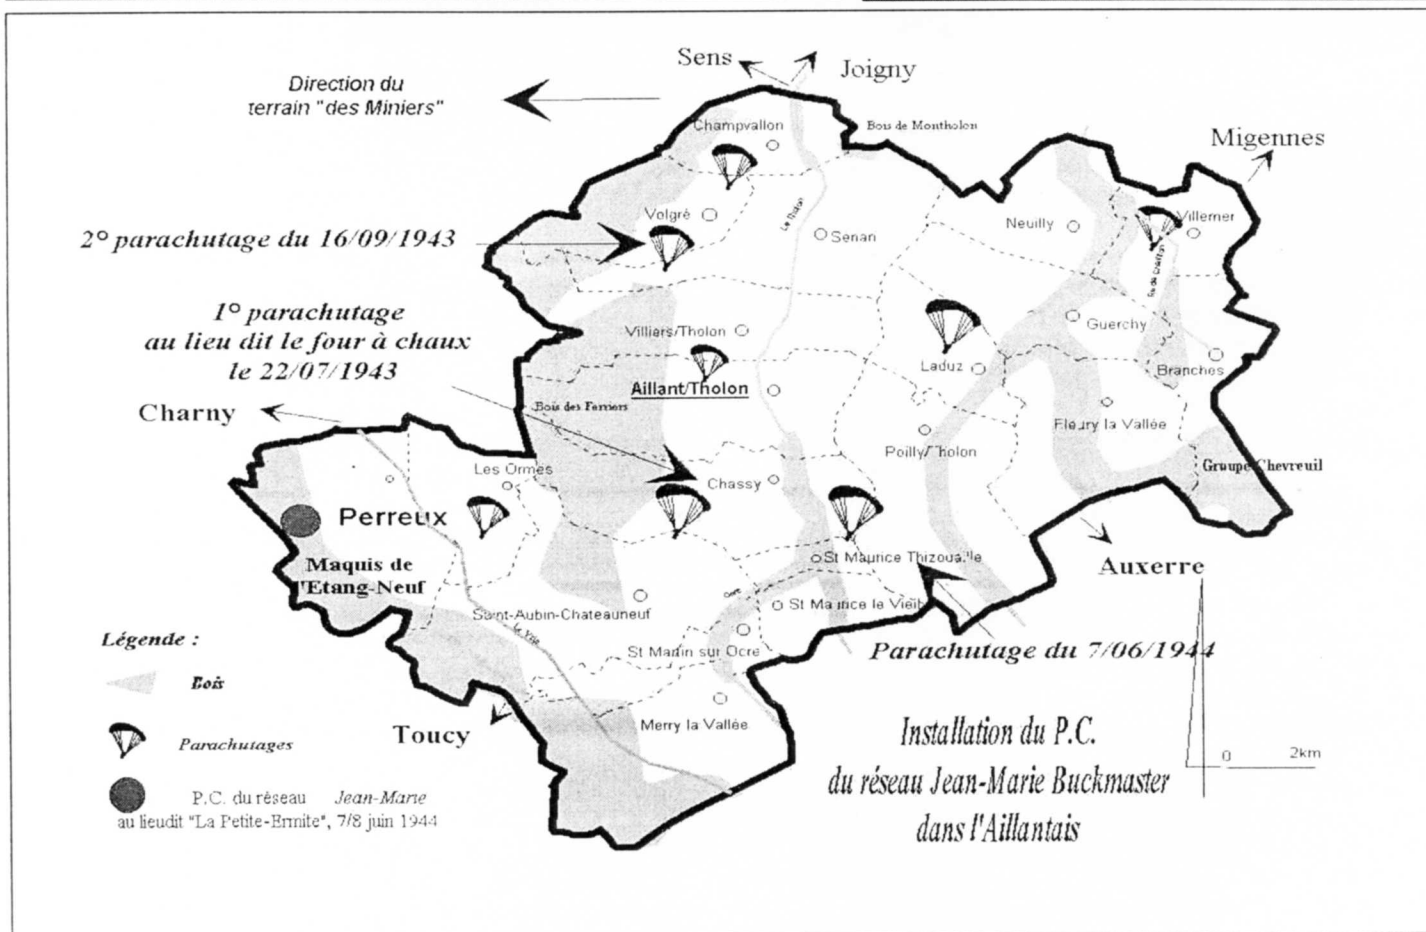 Sens
Joigny
Direction du
terrain "des Miniers"
Champvallon
Bois de Montholon
Migennes
Volgré
Le Tholon
Senan
Neuilly
Villemer
2° parachutage du 16/09/1943
1° parachutage
au lieu dit le four à chaux
le 22/07/1943
Villiers/Tholon
Guerchy
Laduz
Branches
Aillant/Tholon
Charny
Bois des Ferriers
Fleury la Vallée
Poilly/Tholon
Les Ormes
Chassy
Groupe Chevreuil
Perreux
Maquis de
l'Etang-Neuf
St Maurice Thizouaille
Auxerre
Saint-Aubin-Chateauneuf
Ocre
St Maurice le Vieil
St Martin sur Ocre
Parachutage du 7/06/1944
Légende :
Bois
Toucy
Merry la Vallée
Parachutages
Installation du P.C.
du réseau Jean-Marie Buckmaster
dans l'Aillantais
0 2km
P.C. du réseau Jean-Marie
au lieudit "La Petite-Ermite", 7/8 juin 1944